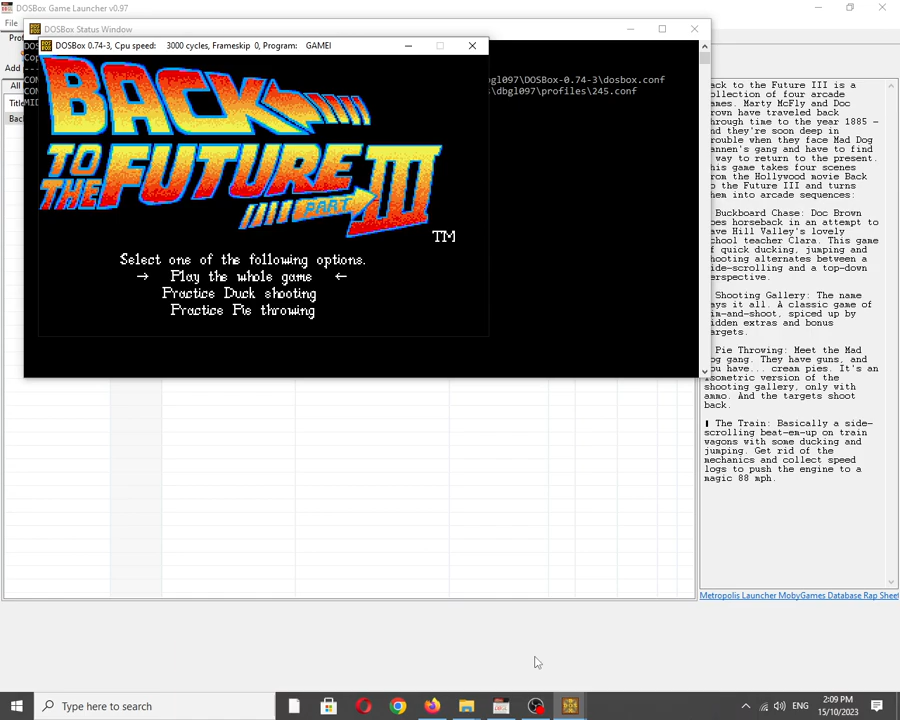 DOSBox Game Launcher v0.97
File
DOSBox Status Window
DOSBox 0.74-3, Cpu speed: 3000 cycles, Frameskip 0, Program: GAMEI
bgl097\DOSBox-0.74-3\dosbox.conf
\dbgl097\profiles\245.conf
Add
All
BACK
TO THE FUTURE
PART III
TM
Select one of the following options.
→ Play the whole game ←
Practice Duck shooting
Practice Pie throwing
ack to the Future III is a
collection of four arcade
ames. Marty McFly and Doc
rown have traveled back
hrough time to the year 1885 -
and they're soon deep in
rouble when they face Mad Dog
annen's gang and have to find
way to return to the present.
his game takes four scenes
rom the Hollywood movie Back
o the Future III and turns
hem into arcade sequences:
Buckboard Chase: Doc Brown
oes horseback in an attempt to
ave Hill Valley's lovely
school teacher Clara. This game
of quick ducking, jumping and
shooting alternates between a
ide-scrolling and a top-down
erspective.
Shooting Gallery: The name
ays it all. A classic game of
im-and-shoot, spiced up by
idden extras and bonus
argets.
Pie Throwing: Meet the Mad
og gang. They have guns, and
ou have... cream pies. It's an
isometric version of the
shooting gallery, only with
ammo. And the targets shoot
back.
The Train: Basically a side-
scrolling beat-em-up on train
wagons with some ducking and
jumping. Get rid of the
mechanics and collect speed
logs to push the engine to a
magic 88 mph.
Metropolis Launcher MobyGames Database Rap Shee
Type here to search
2:09 PM
15/10/2023